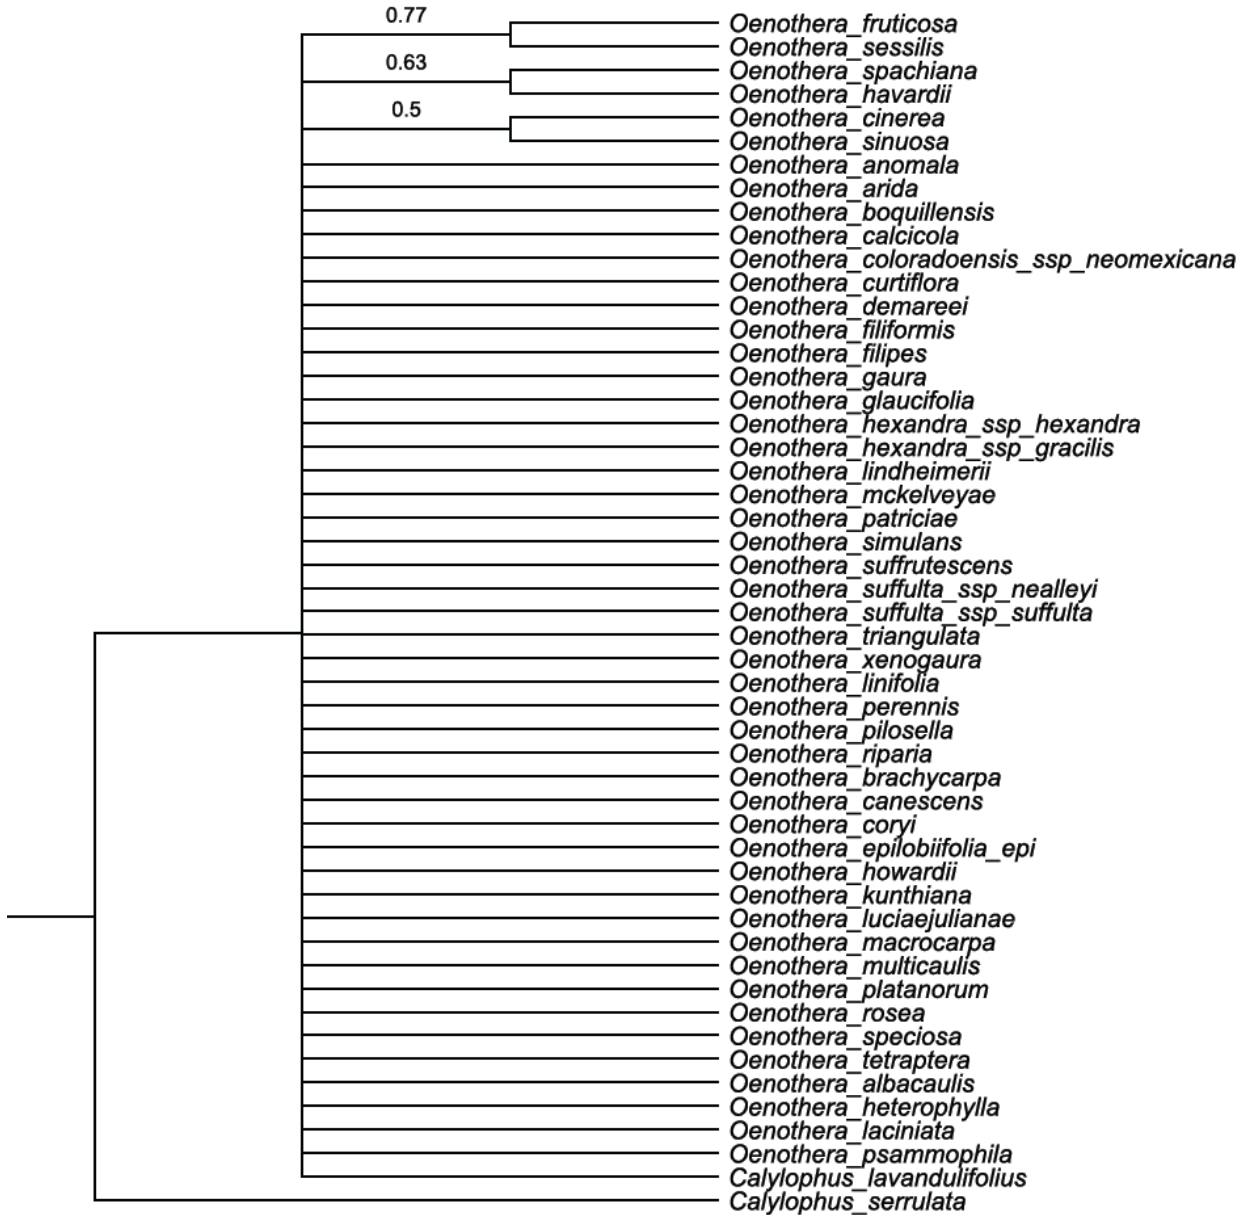 0.77
Oenothera_fruticosa
Oenothera_sessilis
0.63
Oenothera_spachiana
Oenothera_havardii
0.5
Oenothera_cinerea
Oenothera_sinuosa
Oenothera_anomala
Oenothera_arida
Oenothera_boquillensis
Oenothera_calcicola
Oenothera_coloradoensis_ssp_neomexicana
Oenothera_curtiflora
Oenothera_demareei
Oenothera_filiformis
Oenothera_filipes
Oenothera_gaura
Oenothera_glaucifolia
Oenothera_hexandra_ssp_hexandra
Oenothera_hexandra_ssp_gracilis
Oenothera_lindheimerii
Oenothera_mckelveyae
Oenothera_patriciae
Oenothera_simulans
Oenothera_suffrutescens
Oenothera_suffulta_ssp_nealleyi
Oenothera_suffulta_ssp_suffulta
Oenothera_triangulata
Oenothera_xenogaura
Oenothera_linifolia
Oenothera_perennis
Oenothera_pilosella
Oenothera_riparia
Oenothera_brachycarpa
Oenothera_canescens
Oenothera_coryi
Oenothera_epilobiifolia_epi
Oenothera_howardii
Oenothera_kunthiana
Oenothera_luciaejulianae
Oenothera_macrocarpa
Oenothera_multicaulis
Oenothera_platanorum
Oenothera_rosea
Oenothera_speciosa
Oenothera_tetraptera
Oenothera_albacaulis
Oenothera_heterophylla
Oenothera_laciniata
Oenothera_psammophila
Calylophus_lavandulifolius
Calylophus_serrulata